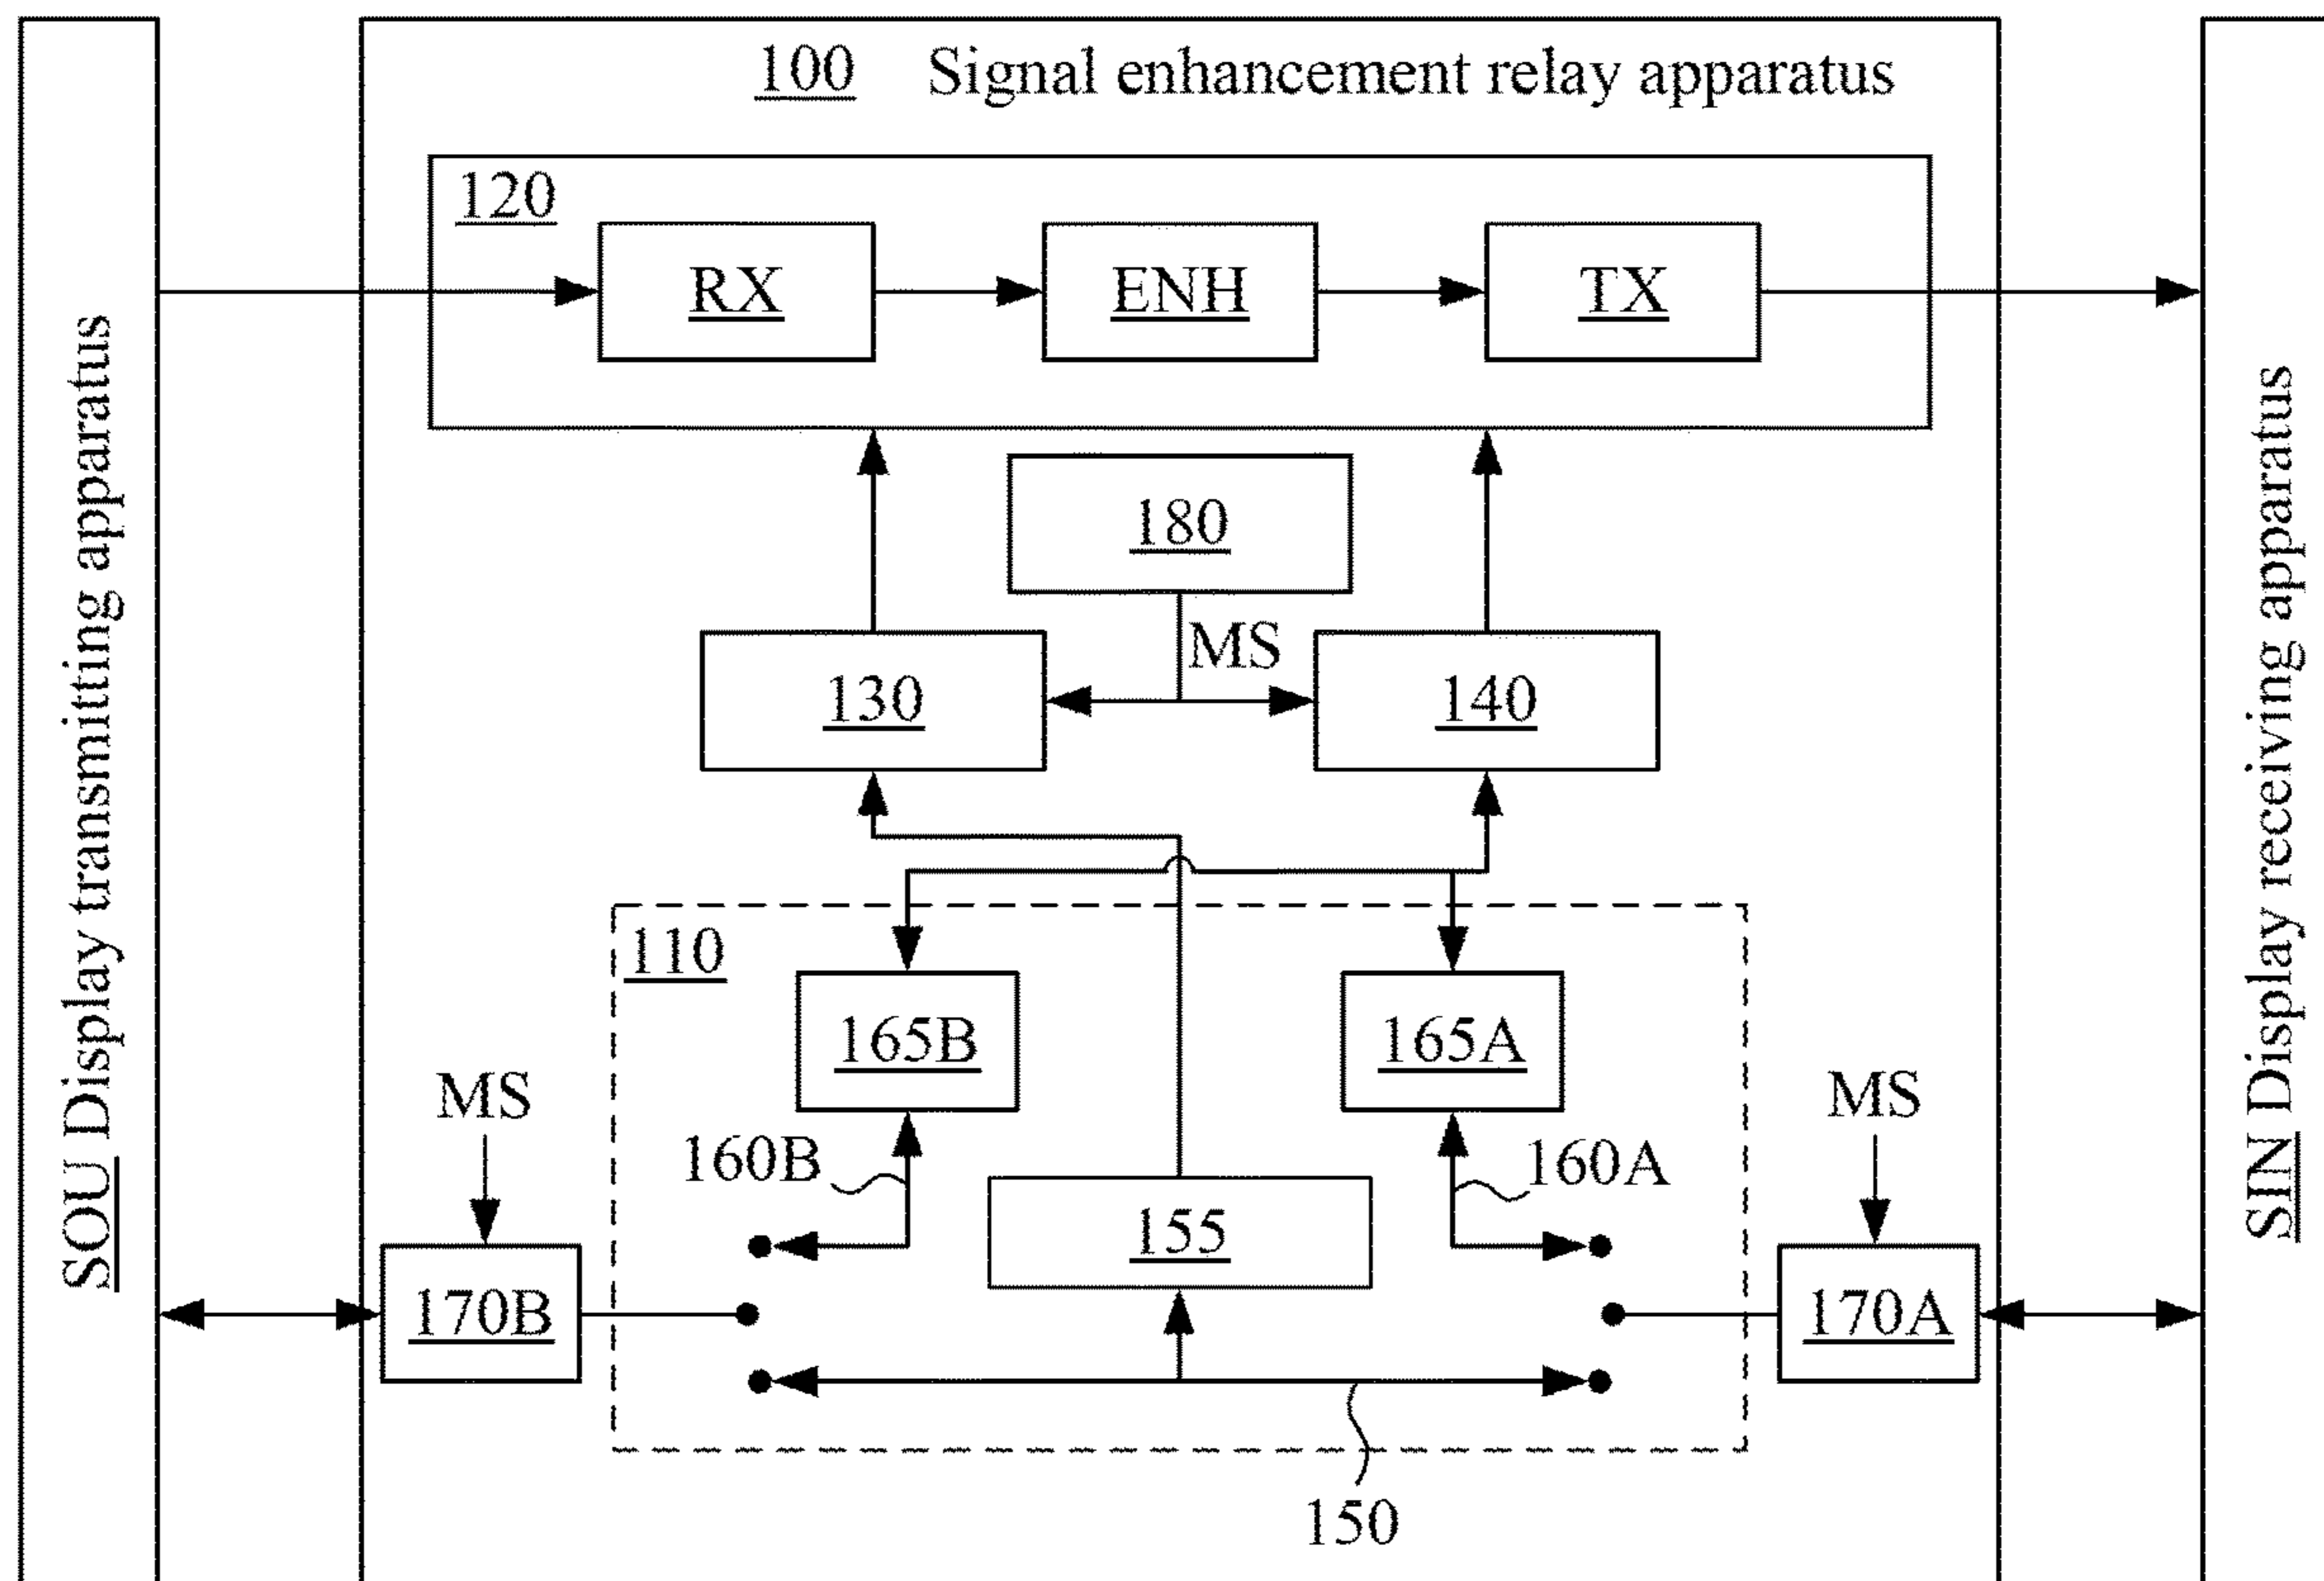 100 Signal enhancement relay apparatus
120
RX
ENH
TX
180
MS
130
140
110
165B
165A
MS
MS
160B
160A
155
170B
170A
150
SOU Display transmitting apparatus
SIN Display receiving apparatus